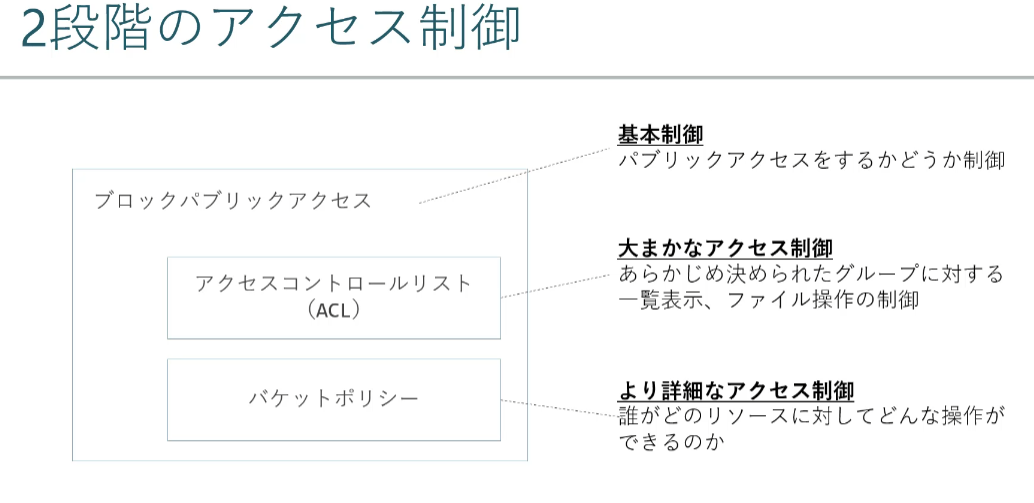 2段階のアクセス制御
基本制御
パブリックアクセスをするかどうか制御
ブロックパブリックアクセス
大まかなアクセス制御
あらかじめ決められたグループに対する
一覧表示、ファイル操作の制御
アクセスコントロールリスト
（ACL）
より詳細なアクセス制御
誰がどのリソースに対してどんな操作が
できるのか
バケットポリシー